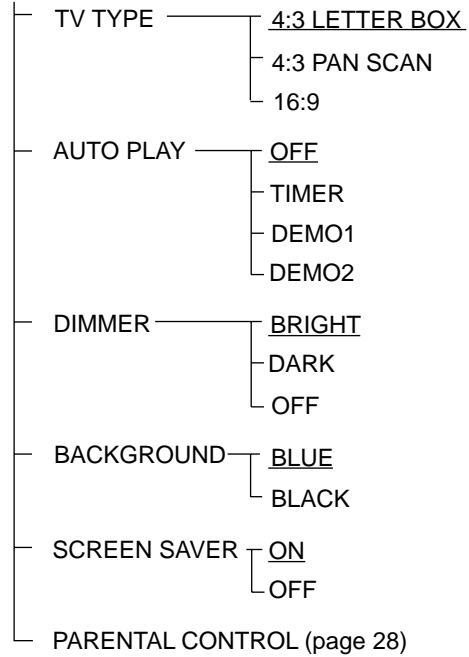 TV TYPE 4:3 LETTER BOX
4:3 PAN SCAN
16:9
AUTO PLAY OFF
TIMER
DEMO1
DEMO2
DIMMER BRIGHT
DARK
OFF
BACKGROUND BLUE
BLACK
SCREEN SAVER ON
OFF
PARENTAL CONTROL (page 28)